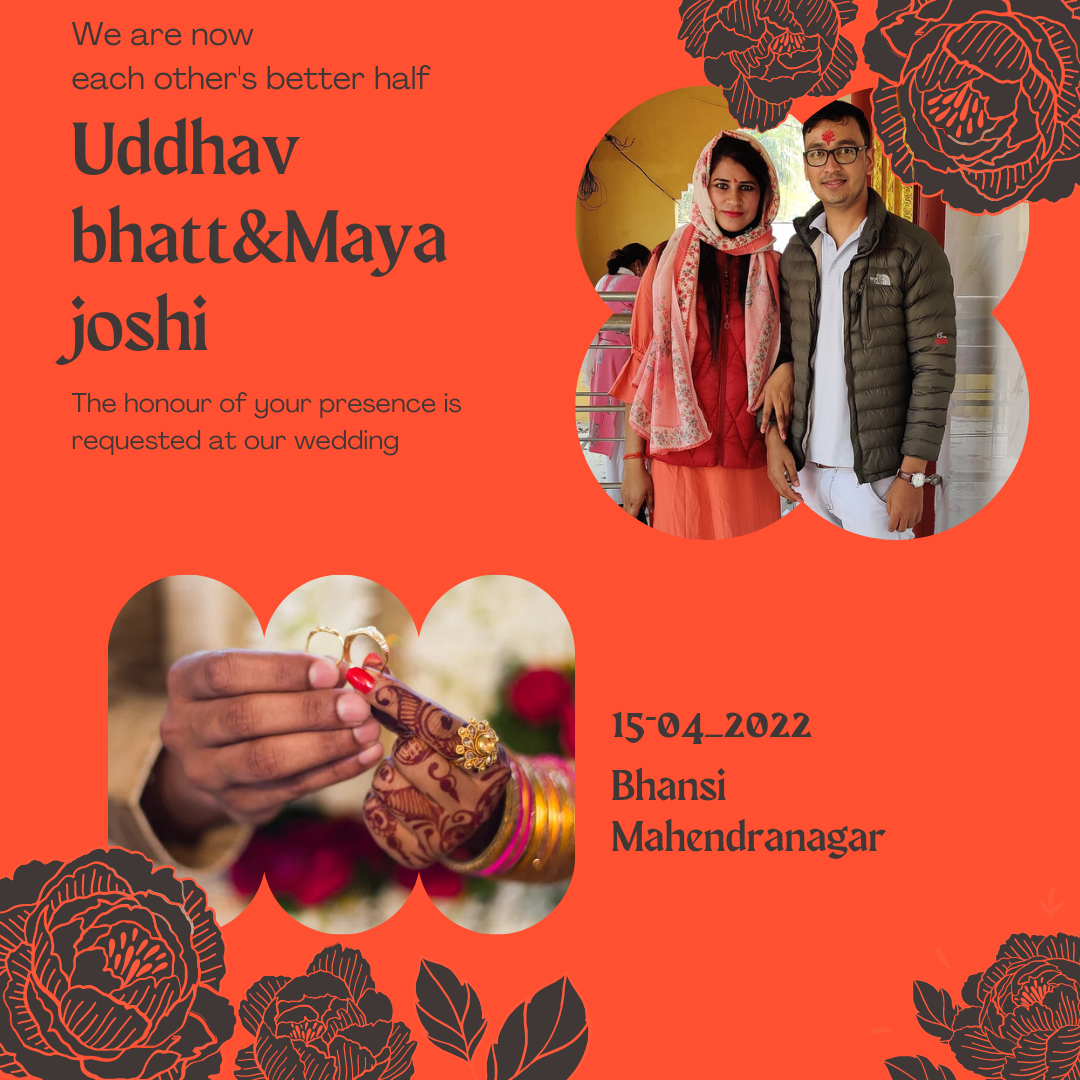 We are now
each other's better half
Uddhav
bhatt&Maya
joshi
The honour of your presence is
requested at our wedding
15-04_2022
Bhansi
Mahendranagar